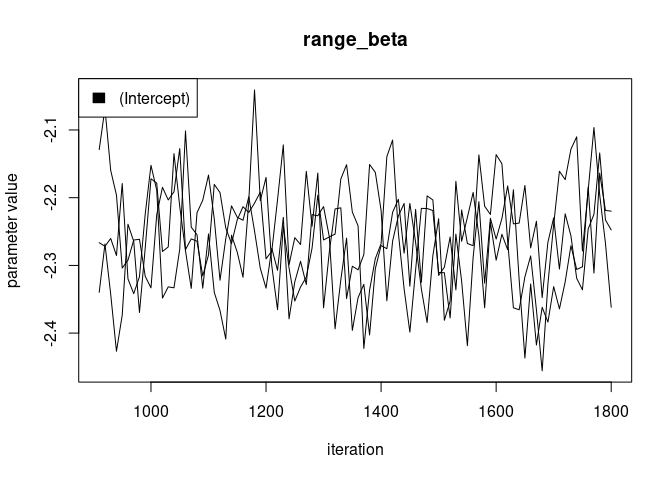 range_beta
(Intercept)
parameter value
-2.1
-2.2
-2.3
-2.4
1000 1200 1400 1600 1800
iteration